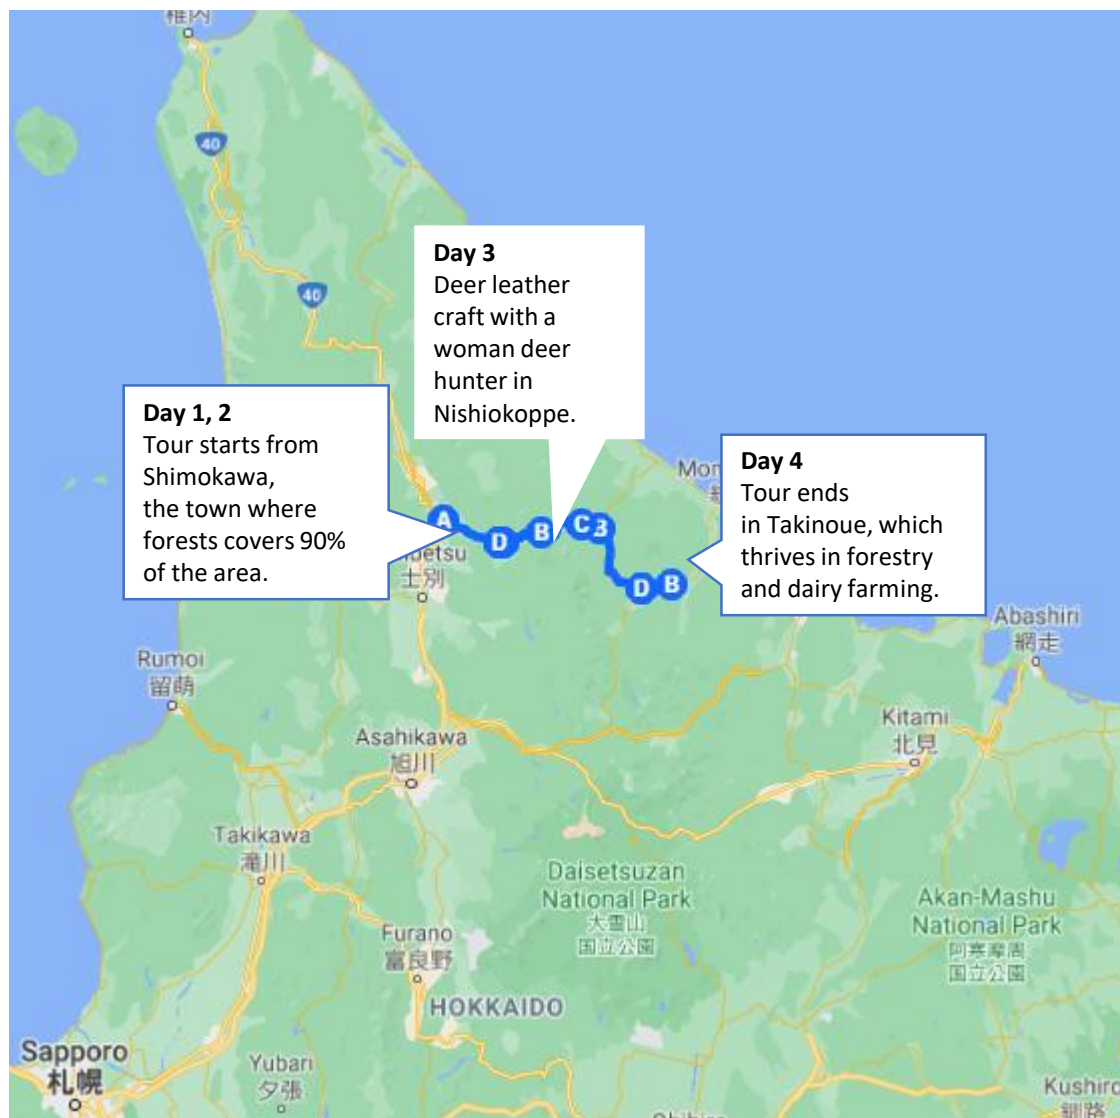 稚内
40
40
Day 3
Deer leather
craft with a
woman deer
hunter in
Nishiokoppe.
Day 1, 2
Tour starts from
Shimokawa,
the town where
forests covers 90%
of the area.
Day 4
Tour ends
in Takinoue, which
thrives in forestry
and dairy farming.
A
D
B
C
3
D
B
士別
Abashiri
網走
Rumoi
留萌
Kitami
北見
Asahikawa
旭川
Takikawa
滝川
Daisetsuzan
National Park
大雪山
国立公園
Akan-Mashu
National Park
阿寒摩周
国立公園
Furano
富良野
HOKKAIDO
Sapporo
札幌
Yubari
夕張
Kushiro
釧路